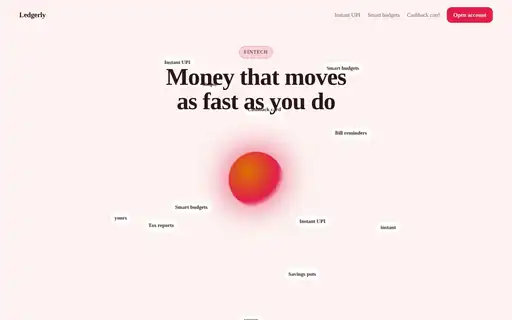 Ledgerly
Instant UPI
Smart budgets
Cashback card
Open account
FINTECH
Instant UPI
Smart budgets
Money that moves
as fast as you do
Bill reminders
Smart budgets
yours
Tax reports
Instant UPI
instant
Savings pots